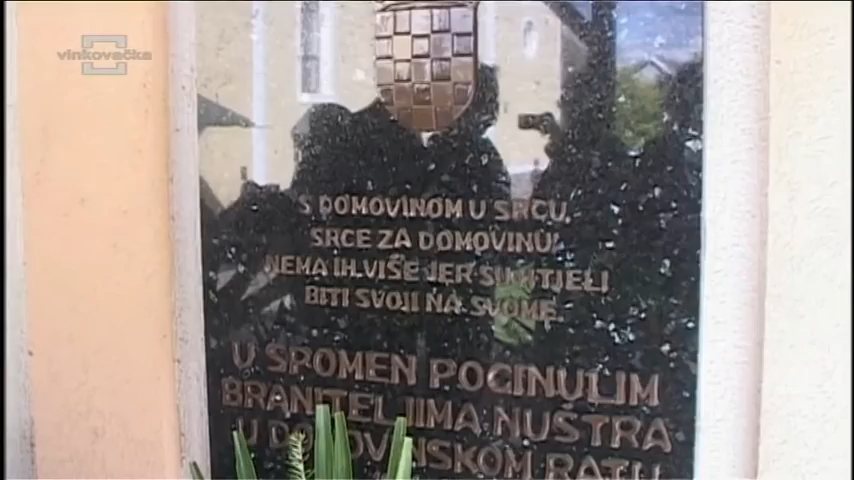 vinkovačka
S DOMOVINOM U SRCU,
SRCE ZA DOMOVINU!
NEMA IH VIŠE JER SU HTJELI
BITI SVOJI NA SVOME.
U SPOMEN POGINULIM
BRANITELJIMA NUŠTRA
U DOMOVINSKOM RATU